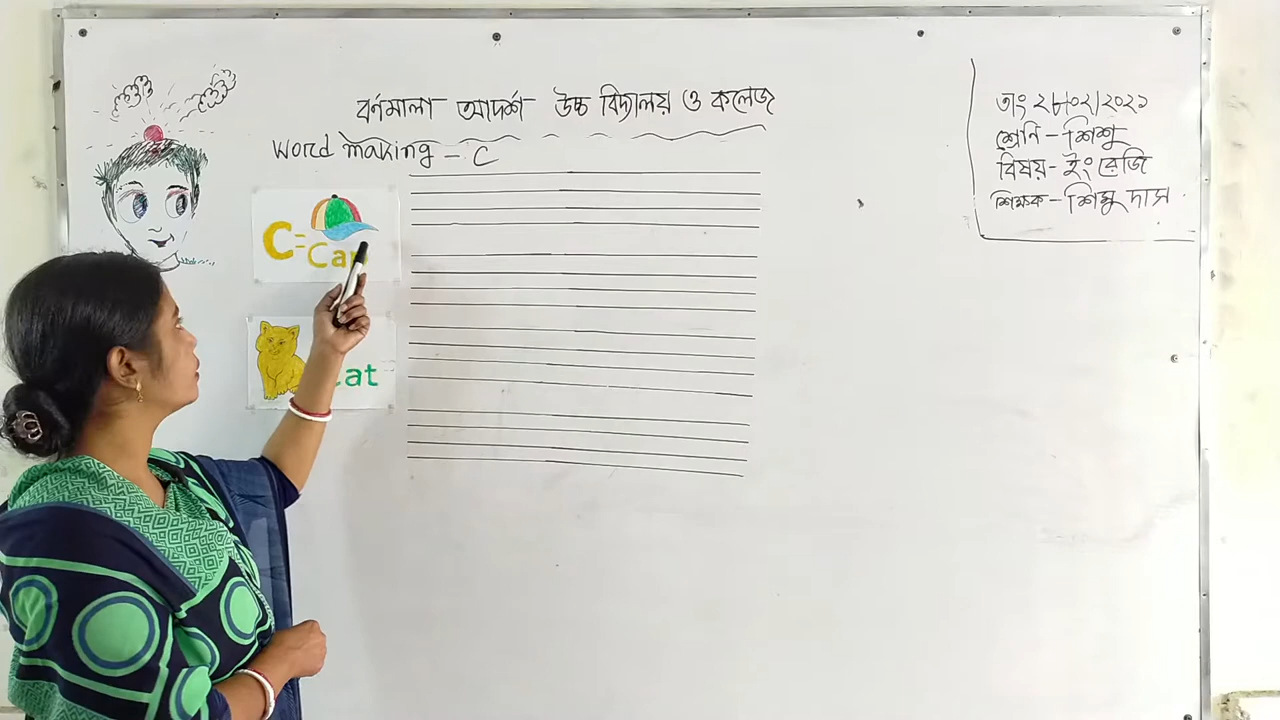 বর্ণমালা আদর্শ উচ্চ বিদ্যালয় ও কলেজ
Word Making - C
C = Cap
cat
তাং ২৮/০২/২০২১
শ্রেনি - শিশু
বিষয় - ইংরেজি
শিক্ষক - দাস